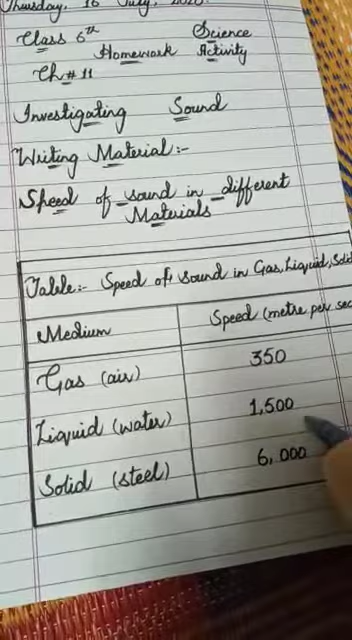 Thursday, 16 July, 2020
Class 6th Science
Homework Activity
Ch # 11
Investigating Sound
Writing Material:-
Speed of sound in different
Materials
Table:- Speed of sound in Gas, Liquid, Solid
Medium Speed (metre per sec
Gas (air) 350
Liquid (water) 1,500
Solid (steel) 6,000